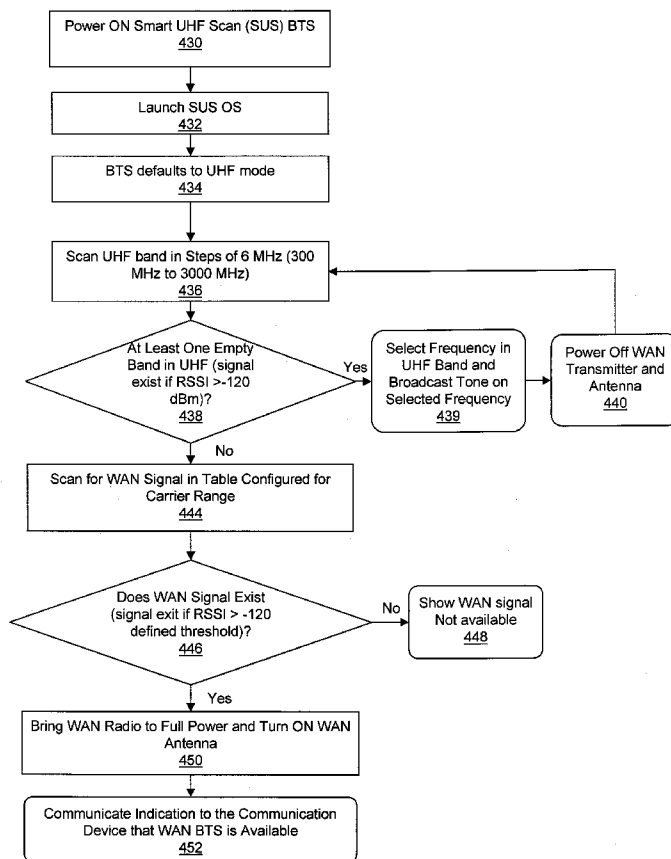 Power ON Smart UHF Scan (SUS) BTS
430
Launch SUS OS
432
BTS defaults to UHF mode
434
Scan UHF band in Steps of 6 MHz (300
MHz to 3000 MHz)
436
At Least One Empty
Band in UHF (signal
exist if RSSI >-120
dBm)?
438
Yes
Select Frequency in
UHF Band and
Broadcast Tone on
Selected Frequency
439
Power Off WAN
Transmitter and
Antenna
440
No
Scan for WAN Signal in Table Configured for
Carrier Range
444
Does WAN Signal Exist
(signal exit if RSSI > -120
defined threshold)?
446
No
Show WAN signal
Not available
448
Yes
Bring WAN Radio to Full Power and Turn ON WAN
Antenna
450
Communicate Indication to the Communication
Device that WAN BTS is Available
452